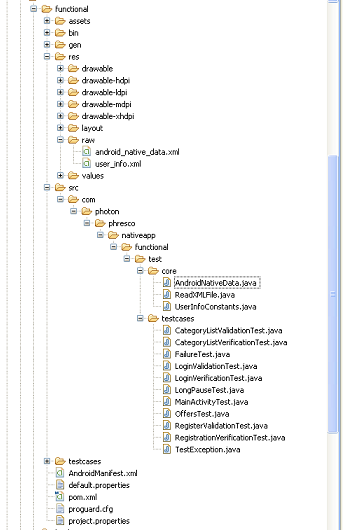 functional
assets
bin
gen
res
drawable
drawable-hdpi
drawable-ldpi
drawable-mdpi
drawable-xhdpi
layout
raw
android_native_data.xml
user_info.xml
values
src
com
photon
phresco
nativeapp
functional
test
core
AndroidNativeData.java
ReadXMLFile.java
UserInfoConstants.java
testcases
CategoryListValidationTest.java
CategoryListVerificationTest.java
FailureTest.java
LoginValidationTest.java
LoginVerificationTest.java
LongPauseTest.java
MainActivityTest.java
OffersTest.java
RegisterValidationTest.java
RegistrationVerificationTest.java
TestException.java
testcases
AndroidManifest.xml
default.properties
pom.xml
proguard.cfg
project.properties